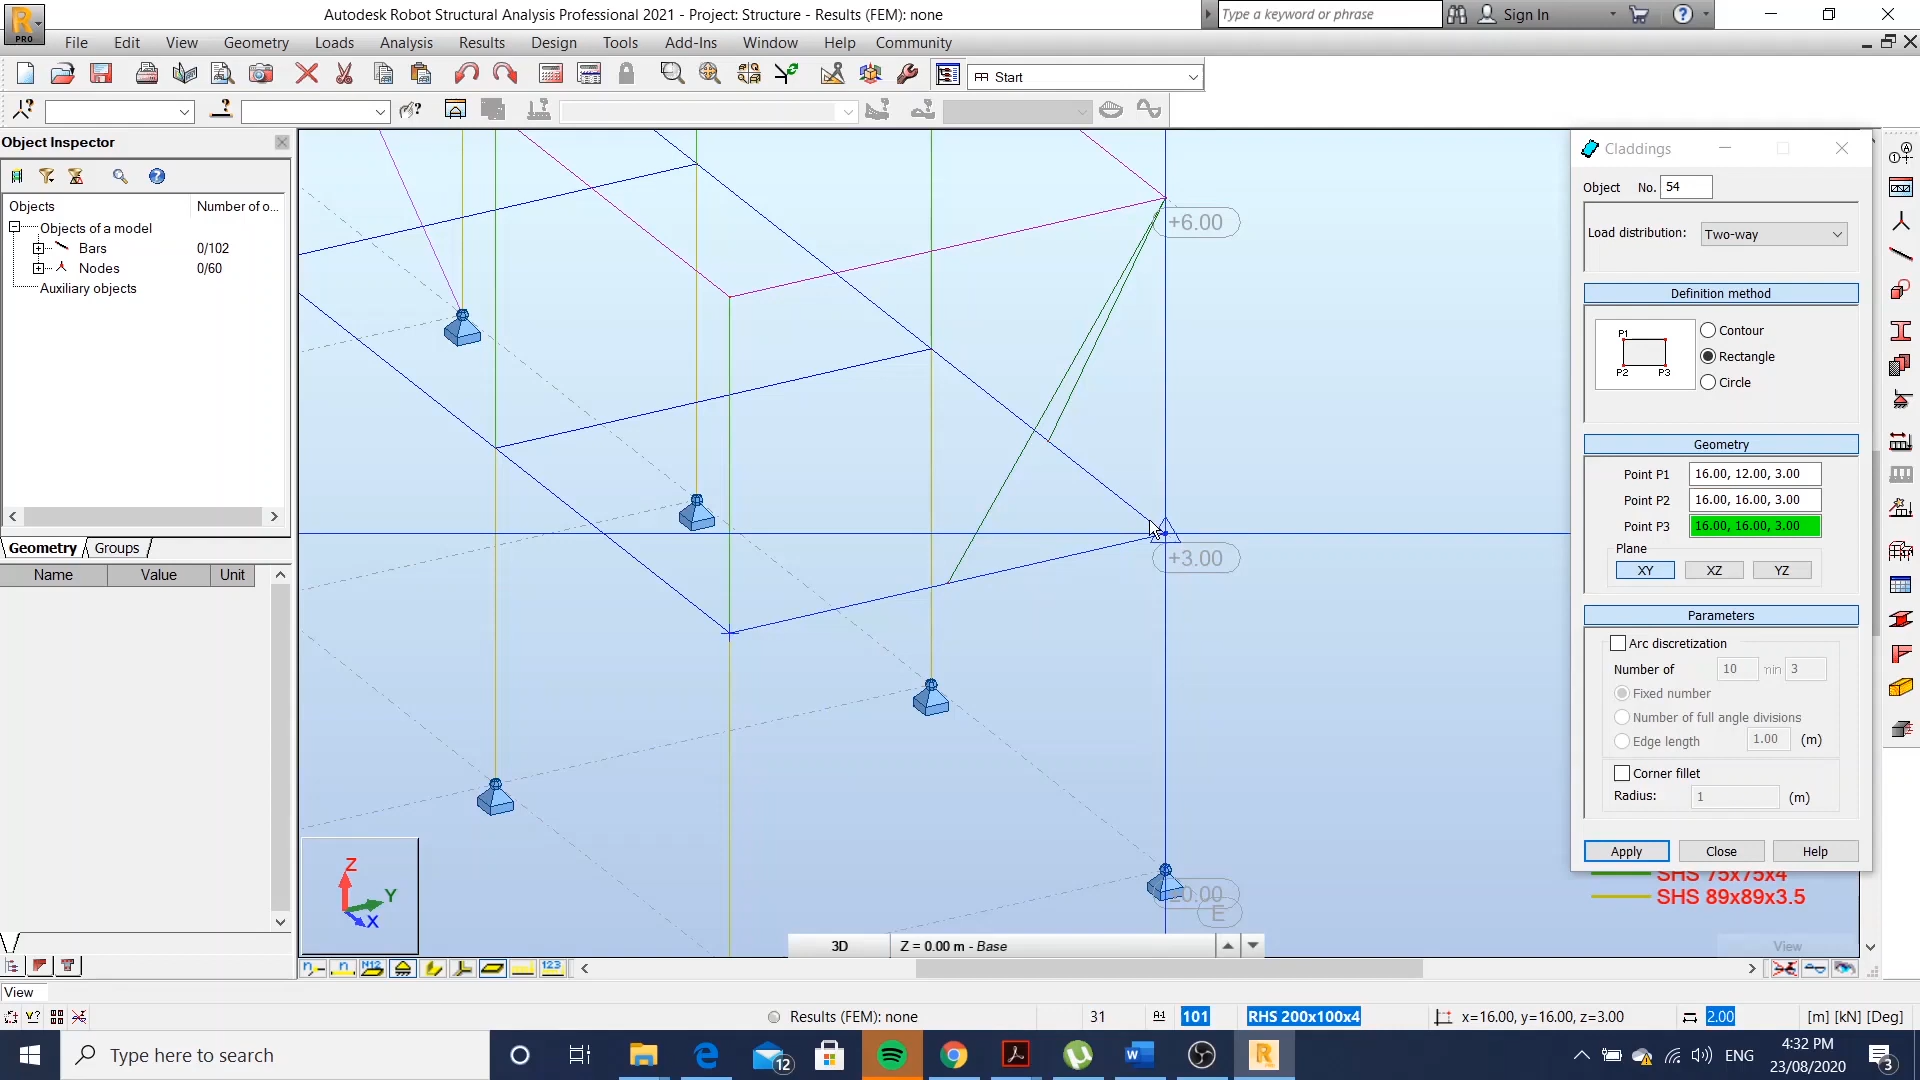 Autodesk Robot Structural Analysis Professional 2021 - Project: Structure - Results (FEM): none
Type a keyword or phrase
Sign In
PRO
File Edit View Geometry Loads Analysis Results Design Tools Add-Ins Window Help Community
Start
Object Inspector
Objects Number of o...
Objects of a model
Bars 0/102
Nodes 0/60
Auxiliary objects
Geometry Groups
Name Value Unit
+6.00
+3.00
E
Z
Y
X
3D Z = 0.00 m - Base
SHS 75x75x4
SHS 89x89x3.5
View
Claddings
Object No. 54
Load distribution: Two-way
Definition method
P1
P2 P3
Contour
Rectangle
Circle
Geometry
Point P1 16.00, 12.00, 3.00
Point P2 16.00, 16.00, 3.00
Point P3 16.00, 16.00, 3.00
Plane
XY XZ YZ
Parameters
Arc discretization
Number of 10 min 3
Fixed number
Number of full angle divisions
Edge length 1.00 (m)
Corner fillet
Radius: 1 (m)
Apply Close Help
View
Results (FEM): none 31 101 RHS 200x100x4 x=16.00, y=16.00, z=3.00 2.00 [m] [kN] [Deg]
Type here to search
12
ENG
4:32 PM
23/08/2020
3